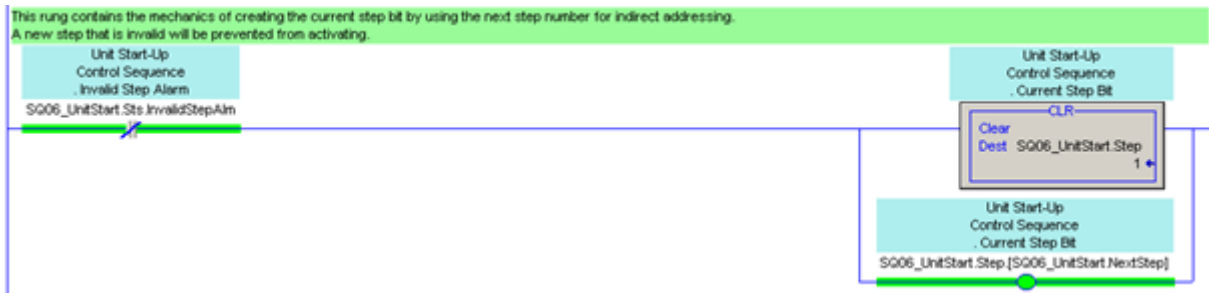 This rung contains the mechanics of creating the current step bit by using the next step number for indirect addressing.
A new step that is invalid will be prevented from activating.
Unit Start-Up
Control Sequence
. Invalid Step Alarm
SQ06_UnitStart.Sts.InvalidStepAlm
Unit Start-Up
Control Sequence
. Current Step Bit
CLR
Clear
Dest SQ06_UnitStart.Step
1
Unit Start-Up
Control Sequence
. Current Step Bit
SQ06_UnitStart.Step.[SQ06_UnitStart.NextStep]